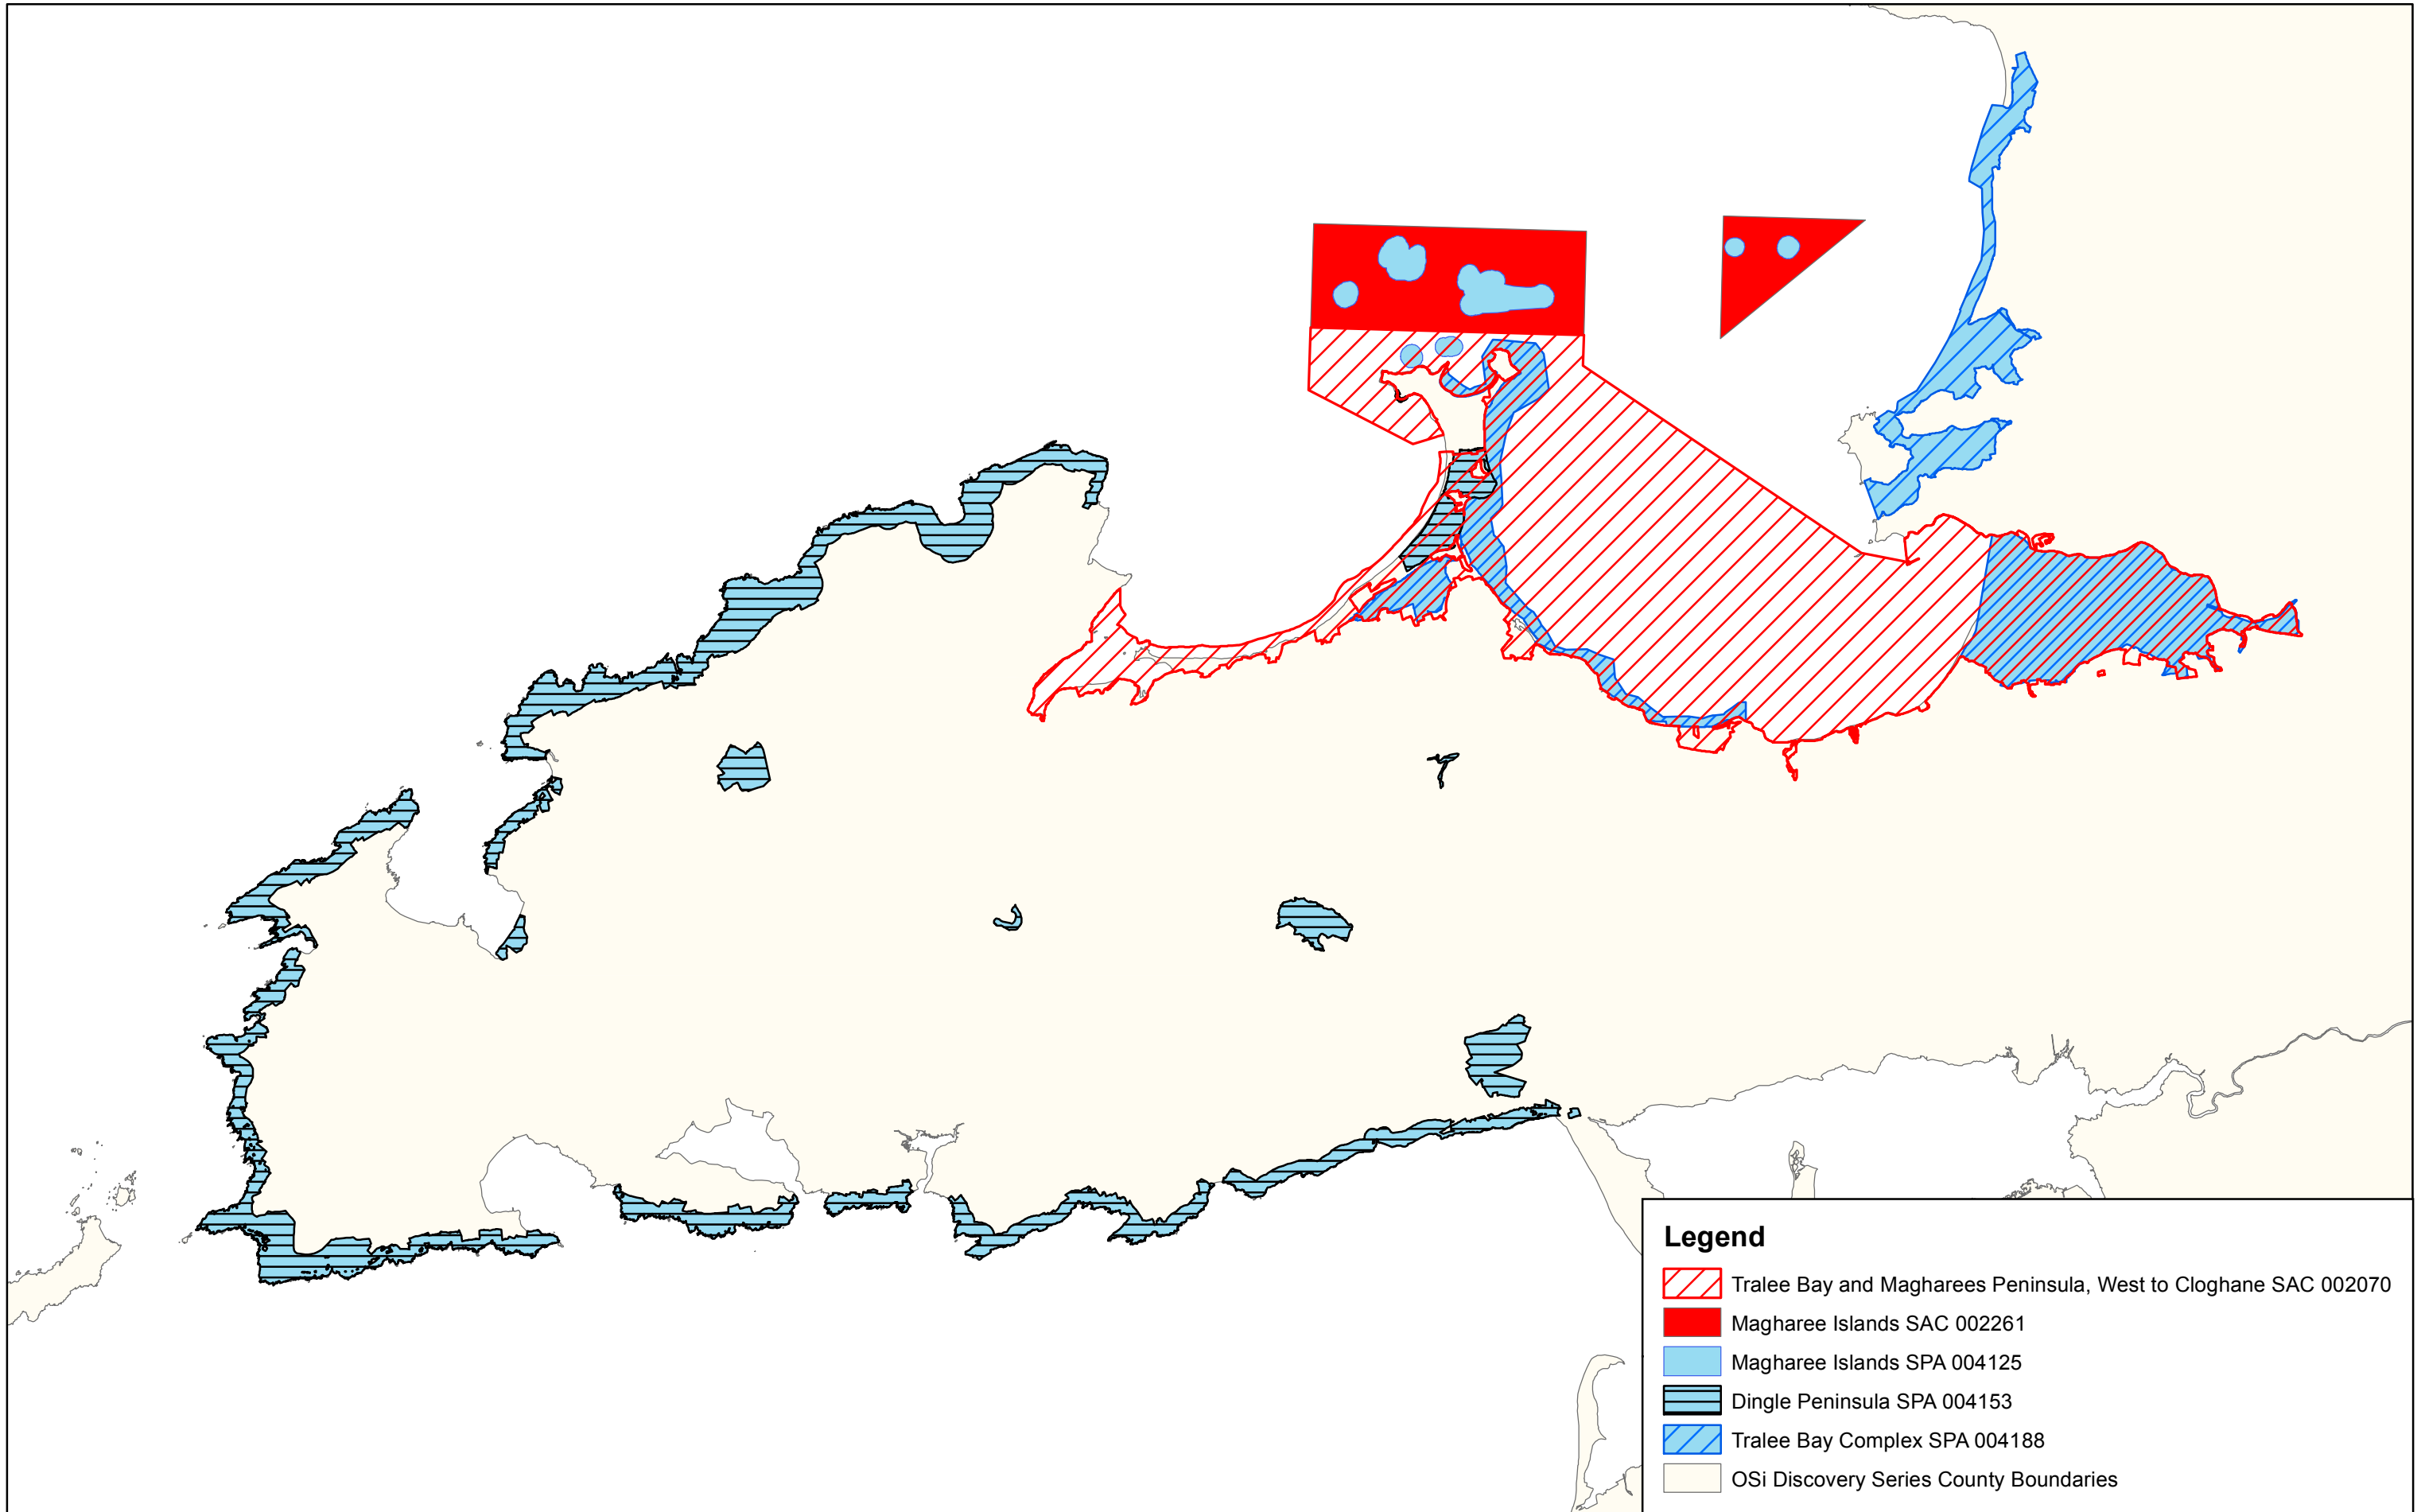 Legend
Tralee Bay and Magharees Peninsula, West to Cloghane SAC 002070
Magharee Islands SAC 002261
Magharee Islands SPA 004125
Dingle Peninsula SPA 004153
Tralee Bay Complex SPA 004188
OSi Discovery Series County Boundaries